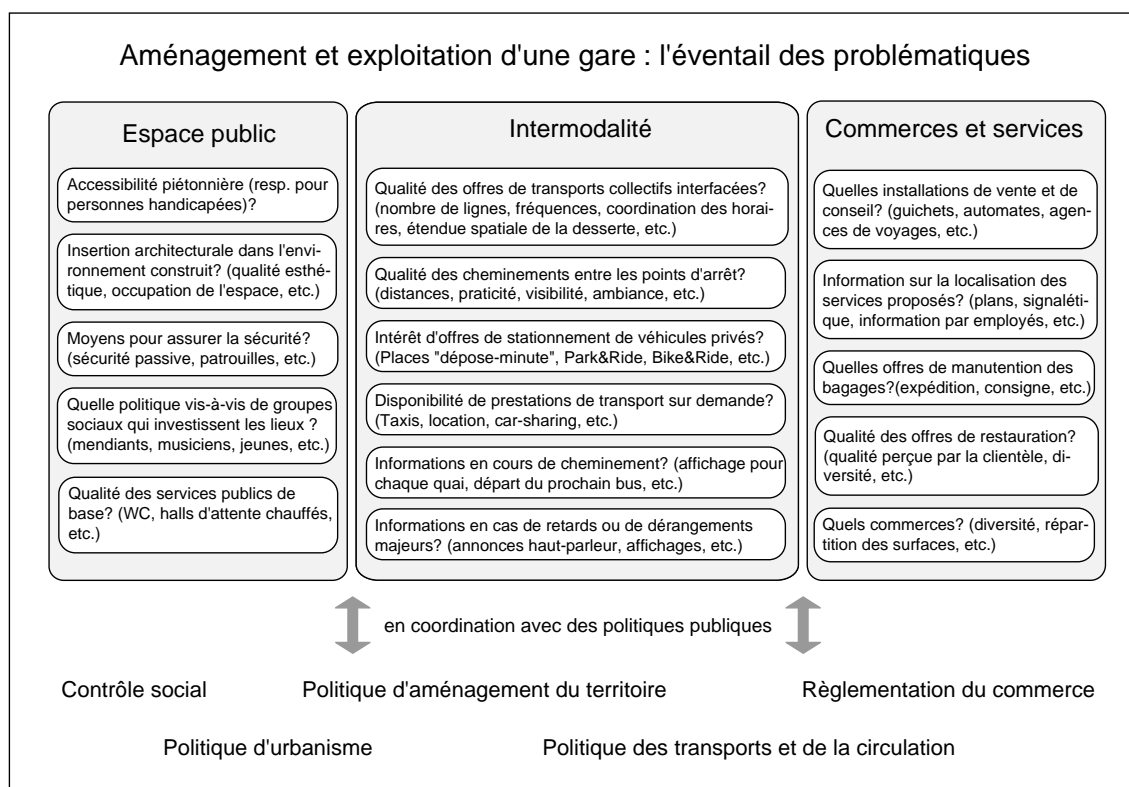 Aménagement et exploitation d'une gare : l'éventail des problématiques
Espace public
Accessibilité piétonnière (resp. pour
personnes handicapées)?
Insertion architecturale dans l'envi-
ronnement construit? (qualité esthé-
tique, occupation de l'espace, etc.)
Moyens pour assurer la sécurité?
(sécurité passive, patrouilles, etc.)
Quelle politique vis-à-vis de groupes
sociaux qui investissent les lieux ?
(mendiants, musiciens, jeunes, etc.)
Qualité des services publics de
base? (WC, halls d'attente chauffés,
etc.)
Intermodalité
Qualité des offres de transports collectifs interfacées?
(nombre de lignes, fréquences, coordination des horai-
res, étendue spatiale de la desserte, etc.)
Qualité des cheminements entre les points d'arrêt?
(distances, praticité, visibilité, ambiance, etc.)
Intérêt d'offres de stationnement de véhicules privés?
(Places "dépose-minute", Park&Ride, Bike&Ride, etc.)
Disponibilité de prestations de transport sur demande?
(Taxis, location, car-sharing, etc.)
Informations en cours de cheminement? (affichage pour
chaque quai, départ du prochain bus, etc.)
Informations en cas de retards ou de dérangements
majeurs? (annonces haut-parleur, affichages, etc.)
Commerces et services
Quelles installations de vente et de
conseil? (guichets, automates, agen-
ces de voyages, etc.)
Information sur la localisation des
services proposés? (plans, signaléti-
que, information par employés, etc.)
Quelles offres de manutention des
bagages?(expédition, consigne, etc.)
Qualité des offres de restauration?
(qualité perçue par la clientèle, di-
versité, etc.)
Quels commerces? (diversité, répar-
tition des surfaces, etc.)
en coordination avec des politiques publiques
Contrôle social
Politique d'aménagement du territoire
Règlementation du commerce
Politique d'urbanisme
Politique des transports et de la circulation